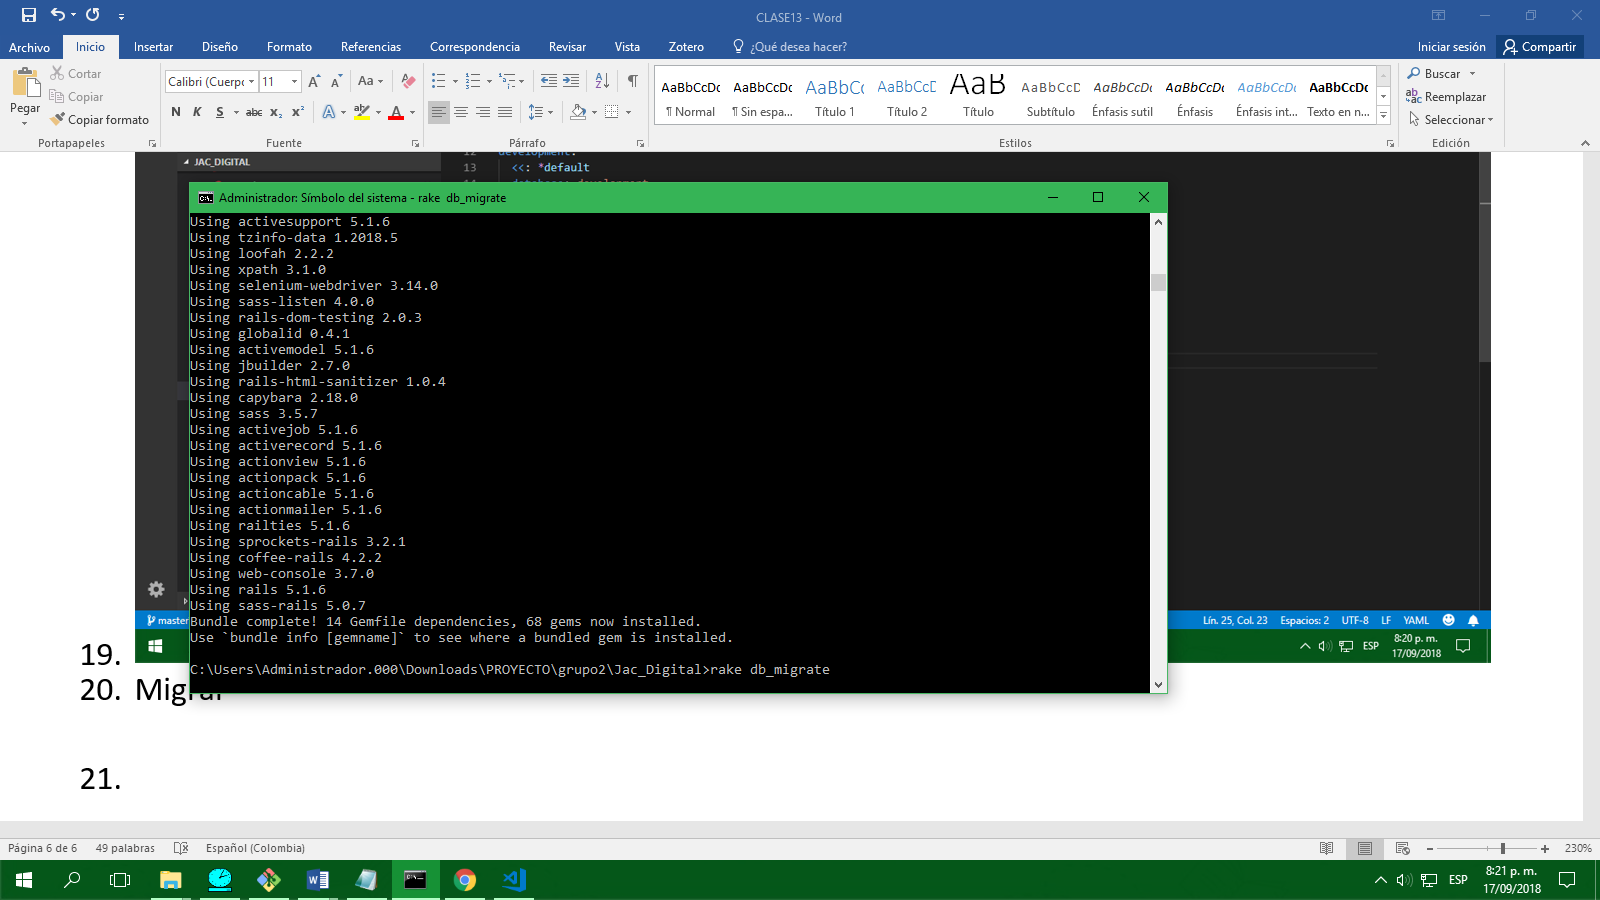 CLASE13 - Word
Archivo Inicio Insertar Diseño Formato Referencias Correspondencia Revisar Vista Zotero ¿Qué desea hacer? Iniciar sesión Compartir
Pegar
Cortar
Copiar
Copiar formato
Portapapeles
Calibri (Cuerpo 11
Fuente
Párrafo
AaBbCcDc AaBbCcDc AaBbCc AaBbCcD AaB AaBbCcD AaBbCcDc AaBbCcDc AaBbCcDc AaBbCcDc
¶ Normal ¶ Sin espa... Título 1 Título 2 Título Subtítulo Énfasis sutil Énfasis Énfasis int... Texto en n...
Estilos
Buscar
Reemplazar
Seleccionar
Edición
JAC_DIGITAL
12 development:
13 <<: *default
Administrador: Símbolo del sistema - rake db_migrate
Using activesupport 5.1.6
Using tzinfo-data 1.2018.5
Using loofah 2.2.2
Using xpath 3.1.0
Using selenium-webdriver 3.14.0
Using sass-listen 4.0.0
Using rails-dom-testing 2.0.3
Using globalid 0.4.1
Using activemodel 5.1.6
Using jbuilder 2.7.0
Using rails-html-sanitizer 1.0.4
Using capybara 2.18.0
Using sass 3.5.7
Using activejob 5.1.6
Using activerecord 5.1.6
Using actionview 5.1.6
Using actionpack 5.1.6
Using actioncable 5.1.6
Using actionmailer 5.1.6
Using railties 5.1.6
Using sprockets-rails 3.2.1
Using coffee-rails 4.2.2
Using web-console 3.7.0
Using rails 5.1.6
Using sass-rails 5.0.7
Bundle complete! 14 Gemfile dependencies, 68 gems now installed.
Use `bundle info [gemname]` to see where a bundled gem is installed.
C:\Users\Administrador.000\Downloads\PROYECTO\grupo2\Jac_Digital>rake db_migrate
master
Lín. 25, Col. 23 Espacios: 2 UTF-8 LF YAML
ESP 8:20 p. m.
17/09/2018
19.
20. Migrar
21.
Página 6 de 6 49 palabras Español (Colombia) 230%
ESP 8:21 p. m.
17/09/2018